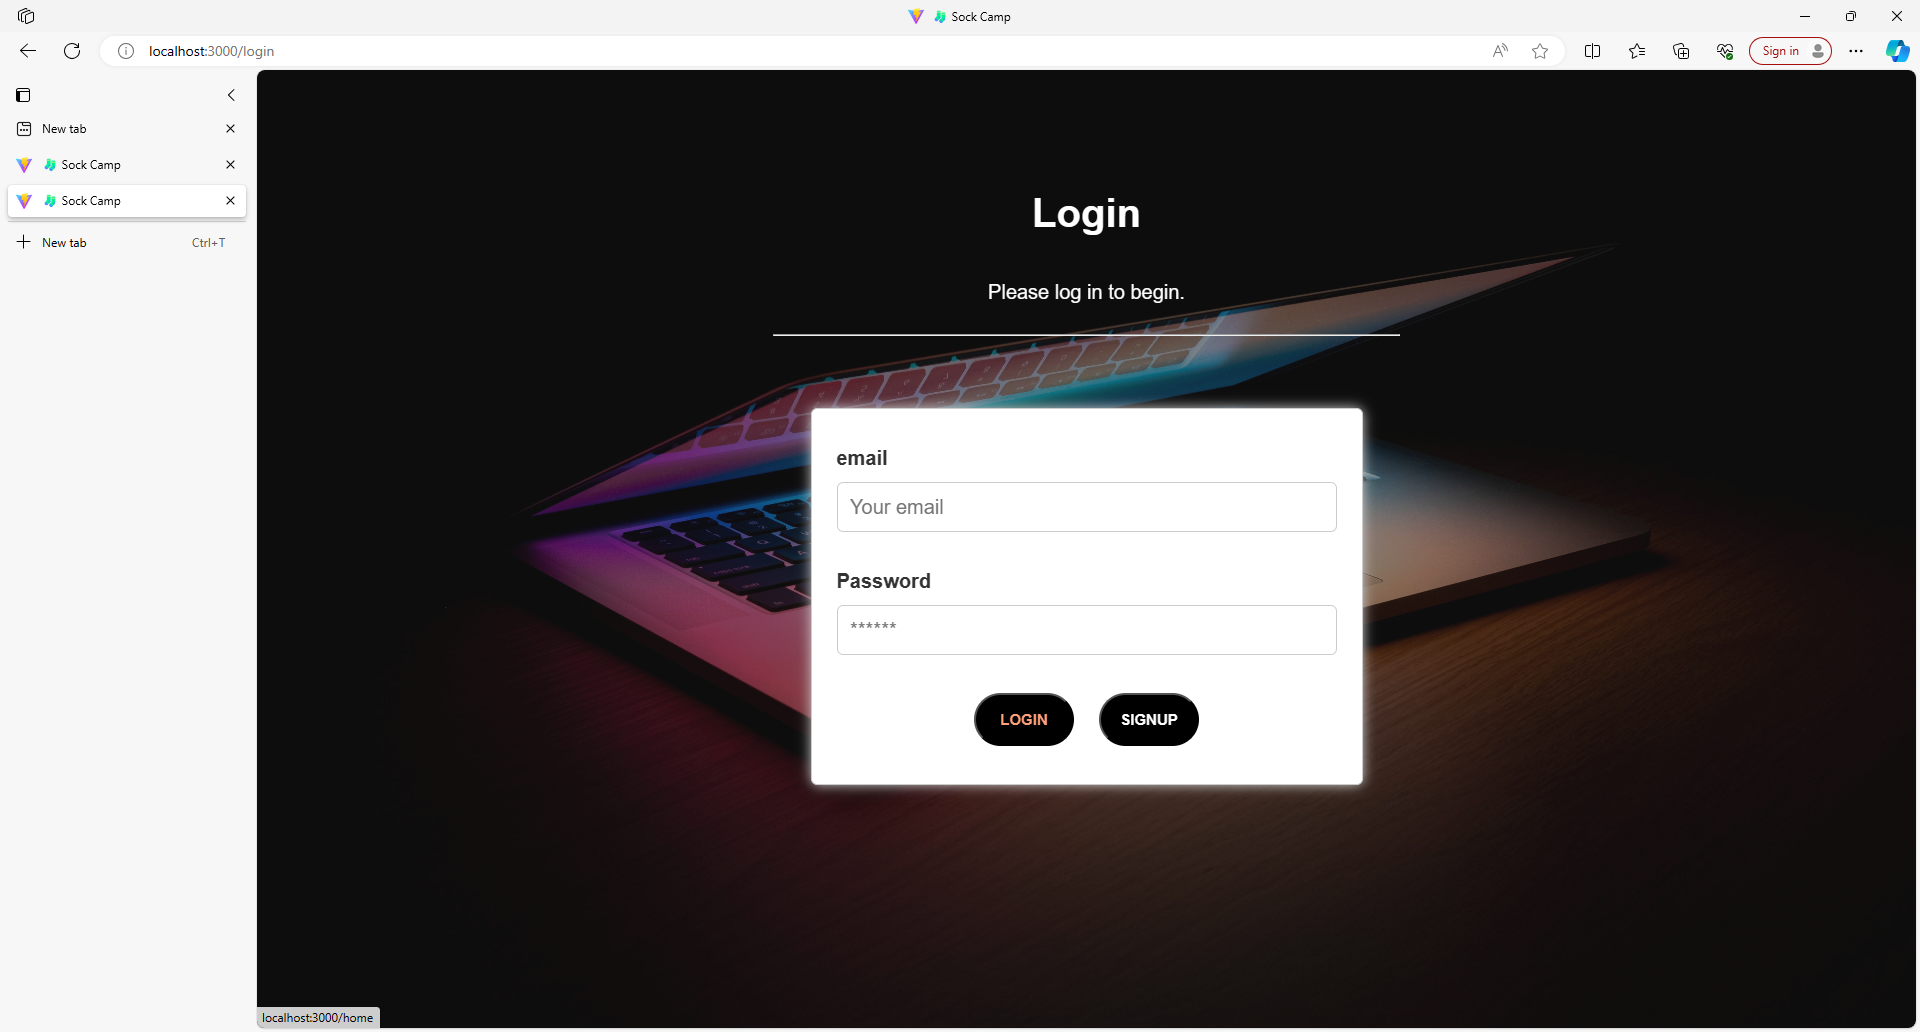 Sock Camp
localhost:3000/login
Sign in
New tab
Sock Camp
Sock Camp
New tab Ctrl+T
Login
Please log in to begin.
email
Your email
Password
******
LOGIN SIGNUP
localhost:3000/home